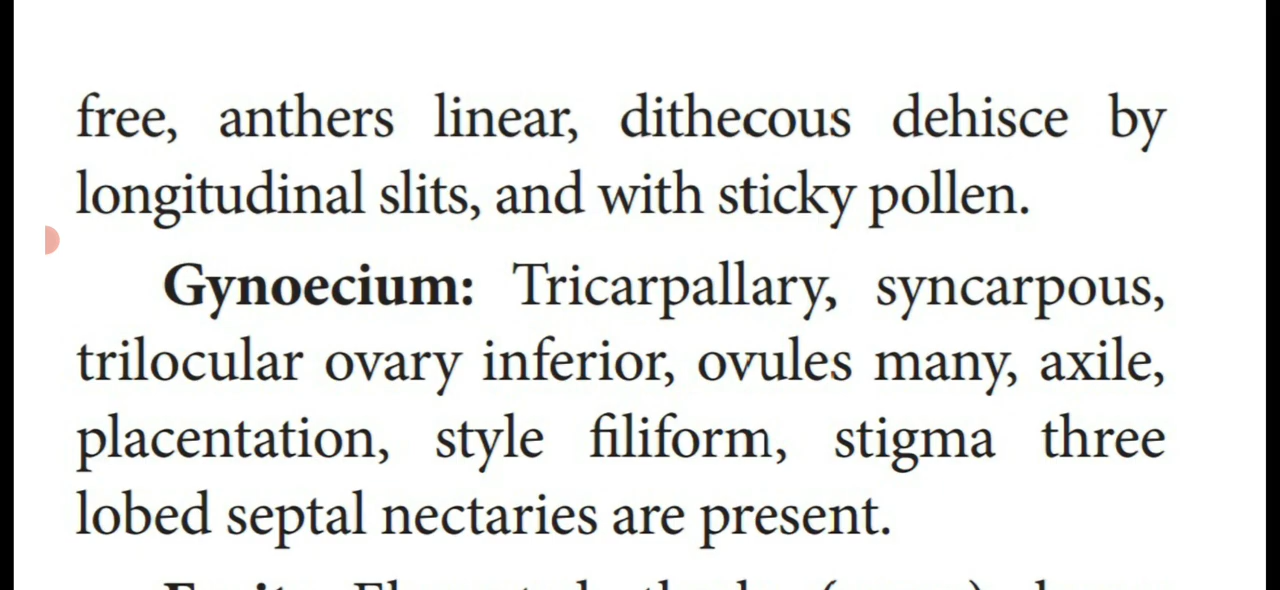 free, anthers linear, dithecous dehisce by
longitudinal slits, and with sticky pollen.
Gynoecium: Tricarpallary, syncarpous,
trilocular ovary inferior, ovules many, axile,
placentation, style filiform, stigma three
lobed septal nectaries are present.